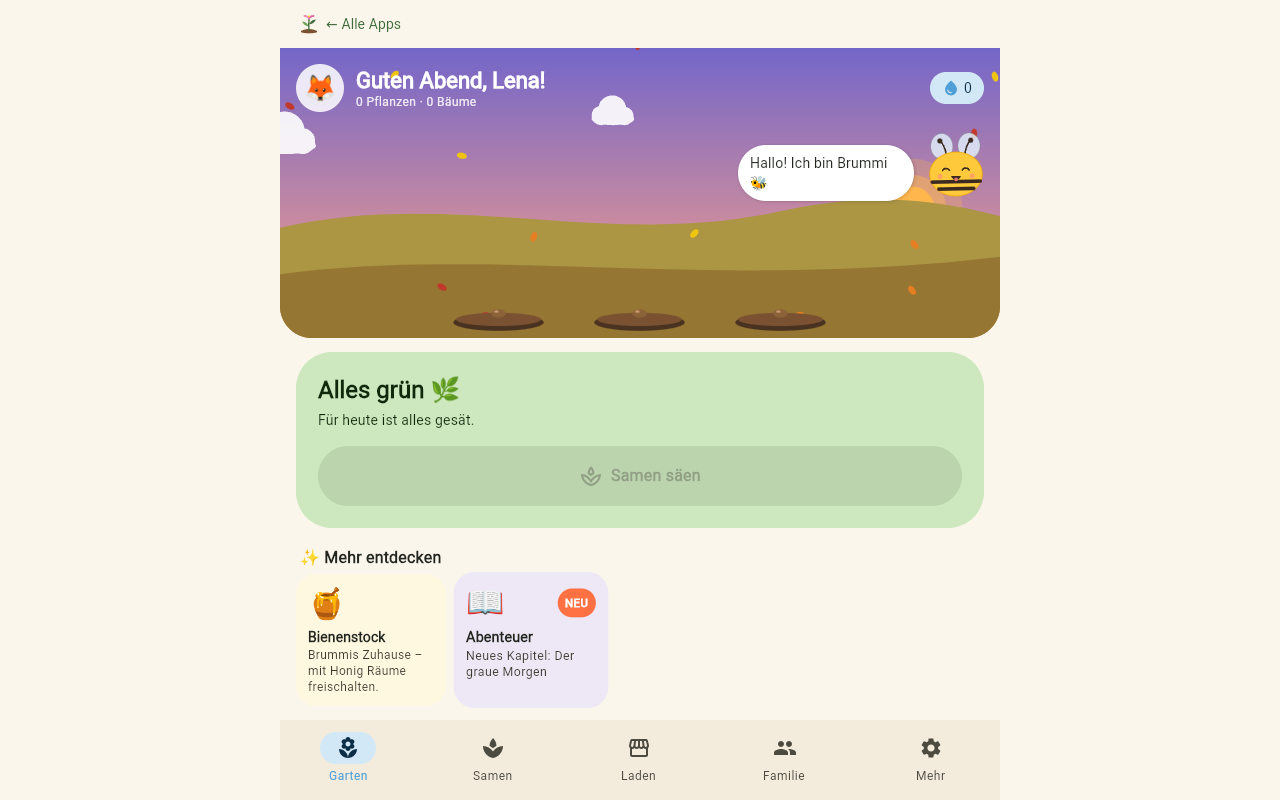 ← Alle Apps
Guten Abend, Lena!
0 Pflanzen · 0 Bäume
0
Hallo! Ich bin Brummi
Alles grün
Für heute ist alles gesät.
Samen säen
Mehr entdecken
Bienenstock
Brummis Zuhause –
mit Honig Räume
freischalten.
NEU
Abenteuer
Neues Kapitel: Der
graue Morgen
Garten
Samen
Laden
Familie
Mehr